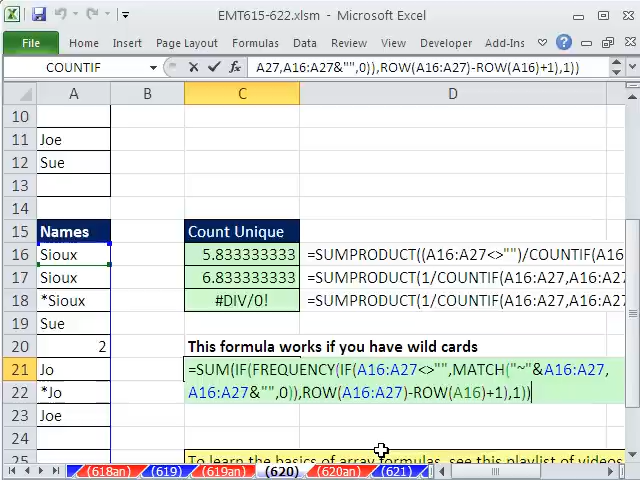 EMT615-622.xlsm - Microsoft Excel
File Home Insert Page Layout Formulas Data Review View Developer Add-Ins
COUNTIF fx A27,A16:A27&"",0)),ROW(A16:A27)-ROW(A16)+1),1))
A B C D
10
11 Joe
12 Sue
13
14
15 Names Count Unique
16 Sioux 5.833333333 =SUMPRODUCT((A16:A27<>"")/COUNTIF(A16
17 Sioux 6.833333333 =SUMPRODUCT(1/COUNTIF(A16:A27,A16:A27
18 *Sioux #DIV/0! =SUMPRODUCT(1/COUNTIF(A16:A27,A16:A27
19 Sue
20 2 This formula works if you have wild cards
21 Jo =SUM(IF(FREQUENCY(IF(A16:A27<>"",MATCH("~"&A16:A27,
22 *Jo A16:A27&"",0)),ROW(A16:A27)-ROW(A16)+1),1))
23 Joe
24
25 To learn the basics of array formulas, see this playlist of videos
(618an) (619) (619an) (620) (620an) (621)